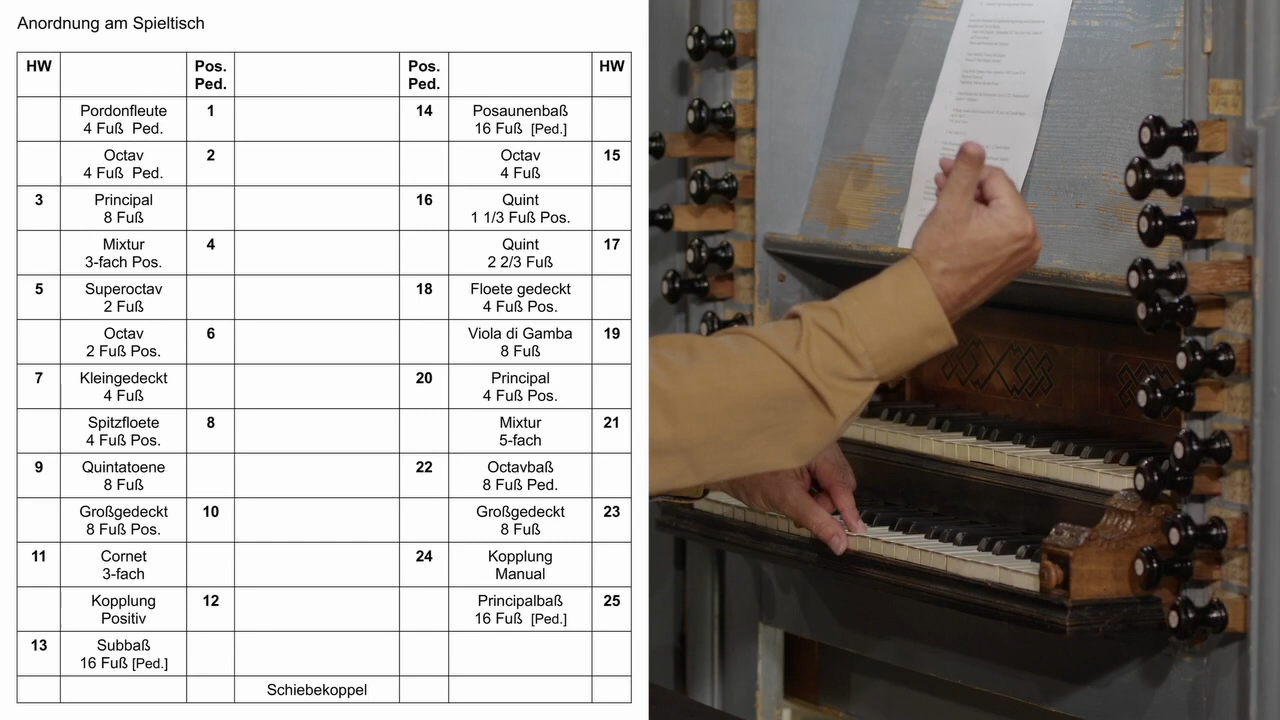 Anordnung am Spieltisch
HW Pos. Ped. Pos. Ped. HW
Pordonfleute 4 Fuß Ped. 1 14 Posaunenbaß 16 Fuß [Ped.]
Octav 4 Fuß Ped. 2 Octav 4 Fuß 15
3 Principal 8 Fuß 16 Quint 1 1/3 Fuß Pos.
Mixtur 3-fach Pos. 4 Quint 2 2/3 Fuß 17
5 Superoctav 2 Fuß 18 Floete gedeckt 4 Fuß Pos.
Octav 2 Fuß Pos. 6 Viola di Gamba 8 Fuß 19
7 Kleingedeckt 4 Fuß 20 Principal 4 Fuß Pos.
Spitzfloete 4 Fuß Pos. 8 Mixtur 5-fach 21
9 Quintatoene 8 Fuß 22 Octavbaß 8 Fuß Ped.
Großgedeckt 8 Fuß Pos. 10 Großgedeckt 8 Fuß 23
11 Cornet 3-fach 24 Kopplung Manual
Kopplung Positiv 12 Principalbaß 16 Fuß [Ped.] 25
13 Subbaß 16 Fuß [Ped.]
Schiebekoppel